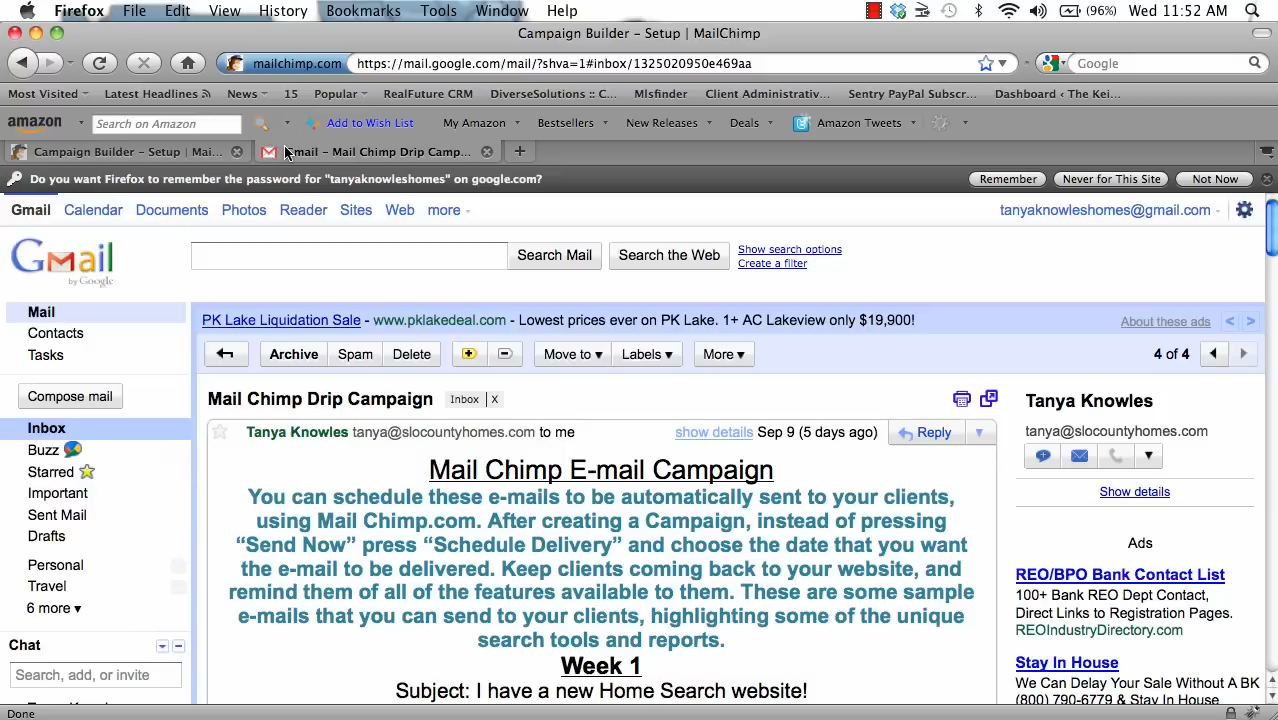 Firefox File Edit View History Bookmarks Tools Window Help (96%) Wed 11:52 AM
Campaign Builder – Setup | MailChimp
mailchimp.com https://mail.google.com/mail/?shva=1#inbox/1325020950e469aa Google
Most Visited Latest Headlines News 15 Popular RealFuture CRM DiverseSolutions :: C... Mlsfinder Client Administrativ... Sentry PayPal Subscr... Dashboard ‹ The Kei...
amazon Search on Amazon Add to Wish List My Amazon Bestsellers New Releases Deals Amazon Tweets
Campaign Builder – Setup | Mai... Gmail – Mail Chimp Drip Camp...
Do you want Firefox to remember the password for "tanyaknowleshomes" on google.com? Remember Never for This Site Not Now
Gmail Calendar Documents Photos Reader Sites Web more tanyaknowleshomes@gmail.com
Gmail by Google Search Mail Search the Web Show search options
Create a filter
Mail
Contacts
Tasks
Compose mail
Inbox
Buzz
Starred
Important
Sent Mail
Drafts
Personal
Travel
6 more
Chat
Search, add, or invite
PK Lake Liquidation Sale - www.pklakedeal.com - Lowest prices ever on PK Lake. 1+ AC Lakeview only $19,900! About these ads < >
Archive Spam Delete Move to Labels More 4 of 4
Mail Chimp Drip Campaign Inbox X
Tanya Knowles tanya@slocountyhomes.com to me show details Sep 9 (5 days ago) Reply
Mail Chimp E-mail Campaign
You can schedule these e-mails to be automatically sent to your clients,
using Mail Chimp.com. After creating a Campaign, instead of pressing
“Send Now” press “Schedule Delivery” and choose the date that you want
the e-mail to be delivered. Keep clients coming back to your website, and
remind them of all of the features available to them. These are some sample
e-mails that you can send to your clients, highlighting some of the unique
search tools and reports.
Week 1
Subject: I have a new Home Search website!
Tanya Knowles
tanya@slocountyhomes.com
Show details
Ads
REO/BPO Bank Contact List
100+ Bank REO Dept Contact,
Direct Links to Registration Pages.
REOIndustryDirectory.com
Stay In House
We Can Delay Your Sale Without A BK
(800) 790-6779 & Stay In House
Done